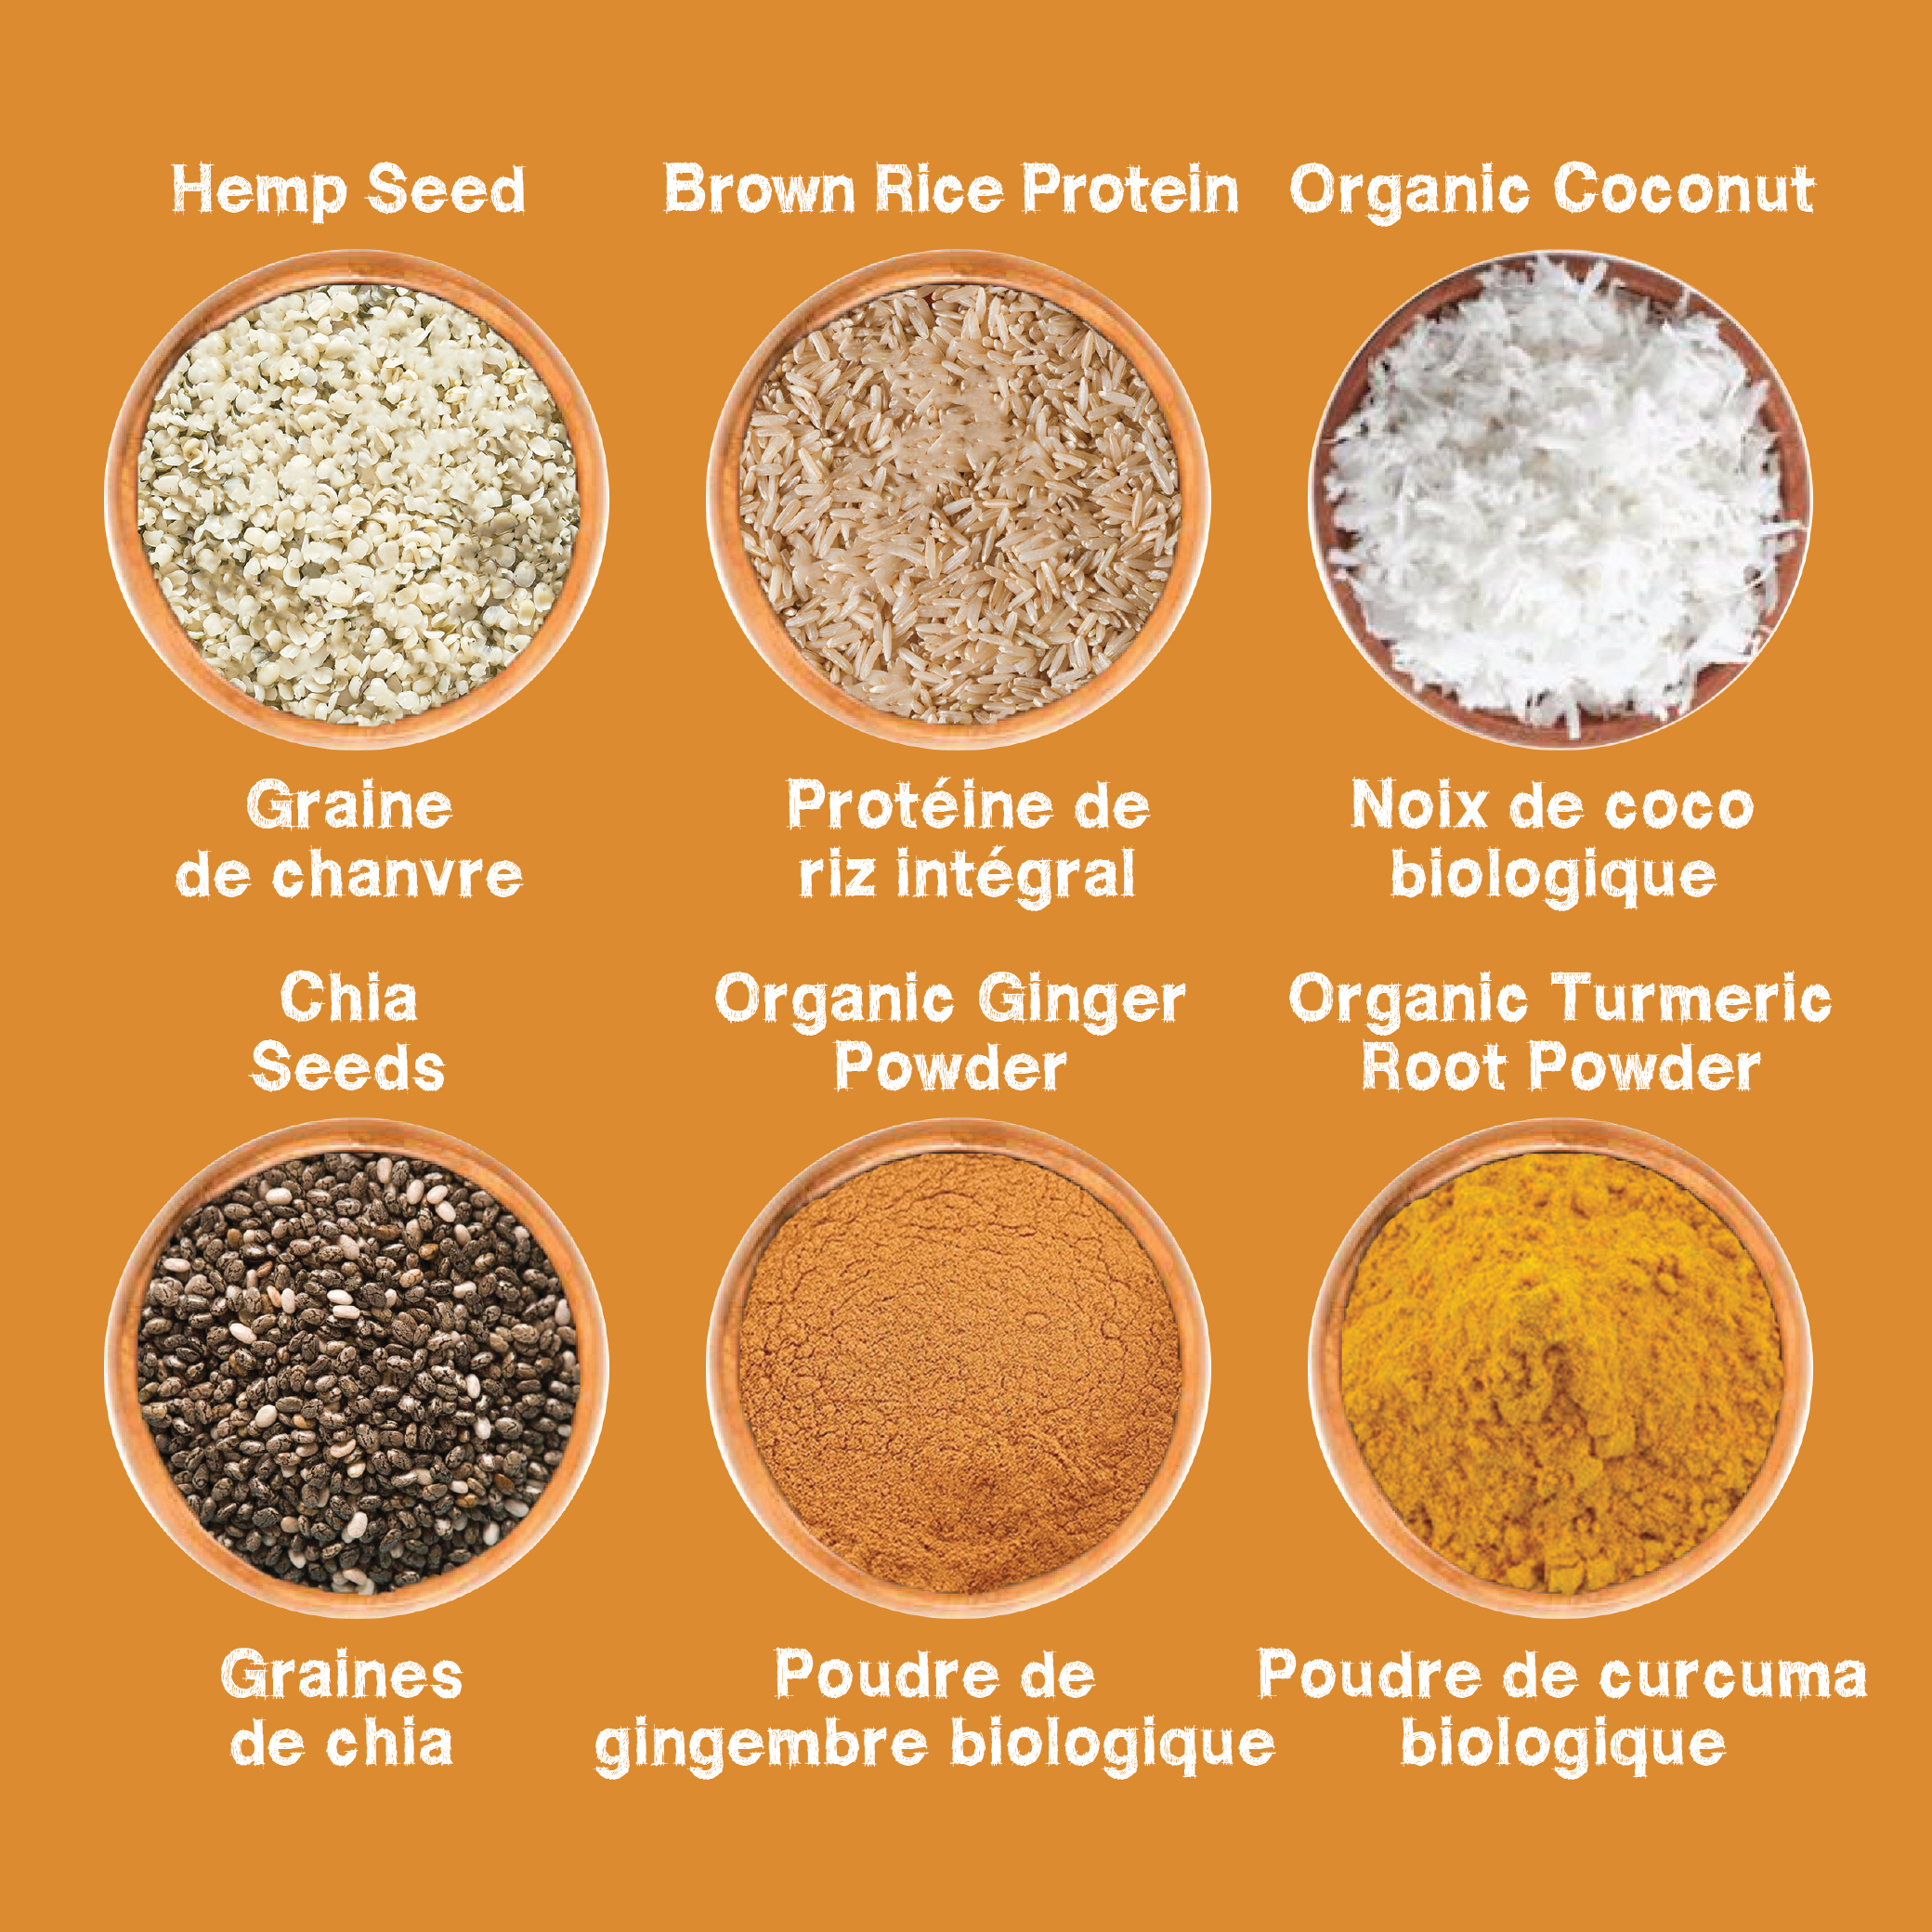 Hemp Seed
Brown Rice Protein
Organic Coconut
Graine
de chanvre
Protéine de
riz intégral
Noix de coco
biologique
Chia
Seeds
Organic Ginger
Powder
Organic Turmeric
Root Powder
Graines
de chia
Poudre de
gingembre biologique
Poudre de curcuma
biologique